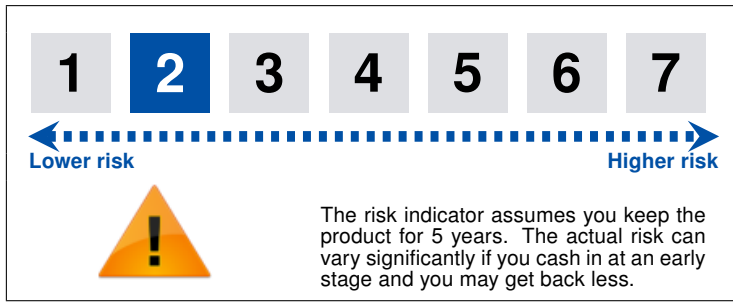 1 2 3 4 5 6 7
Lower risk Higher risk
!
The risk indicator assumes you keep the
product for 5 years. The actual risk can
vary significantly if you cash in at an early
stage and you may get back less.